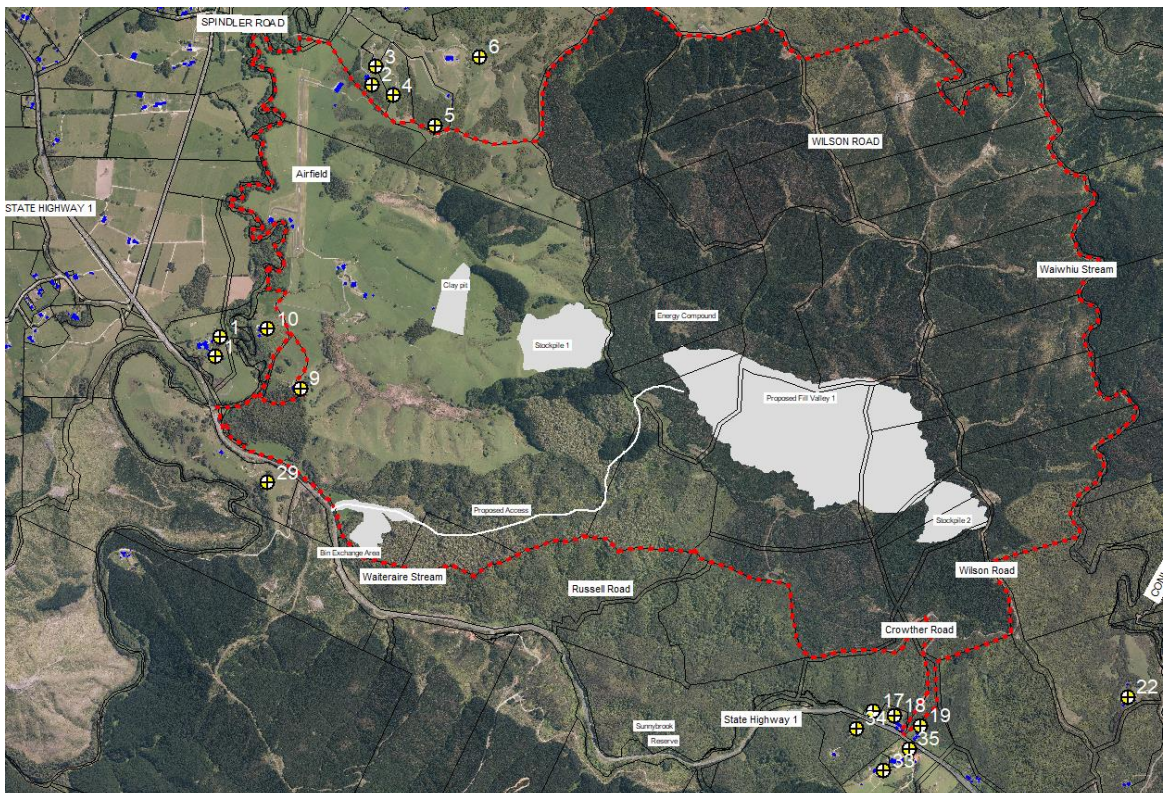 SPINDLER ROAD
6
3
2
4
5
WILSON ROAD
Airfield
STATE HIGHWAY 1
Waiwhiu Stream
Clay pit
10
1
Energy Compound
Stockpile 1
1
9
Proposed Fill Valley 1
29
Proposed Access
Stockpile 2
Bin Exchange Area
Waiteraire Stream
Wilson Road
Russell Road
Crowther Road
22
17
18
19
34
State Highway 1
Sunnybrook
Reserve
35
33